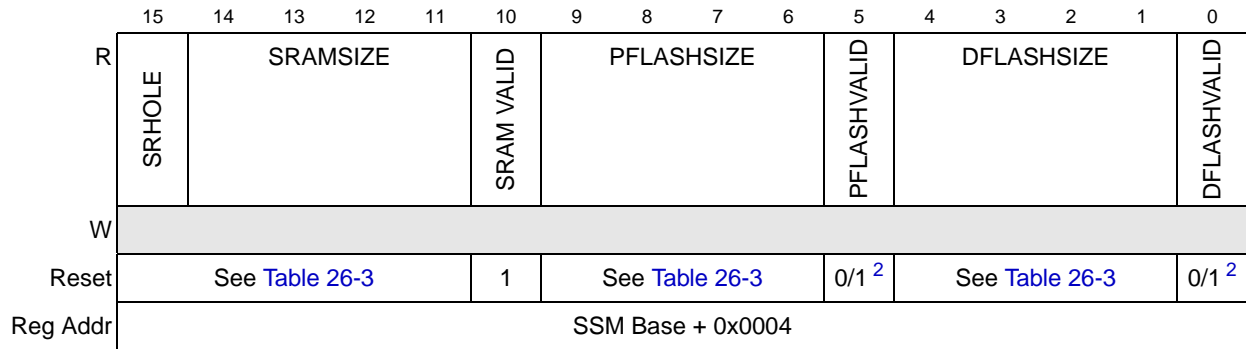 15 14 13 12 11 10 9 8 7 6 5 4 3 2 1 0
R SRHOLE SRAMSIZE SRAM VALID PFLASHSIZE PFLASHVALID DFLASHSIZE DFLASHVALID
W
Reset See Table 26-3 1 See Table 26-3 0/1 2 See Table 26-3 0/1 2
Reg Addr SSM Base + 0x0004